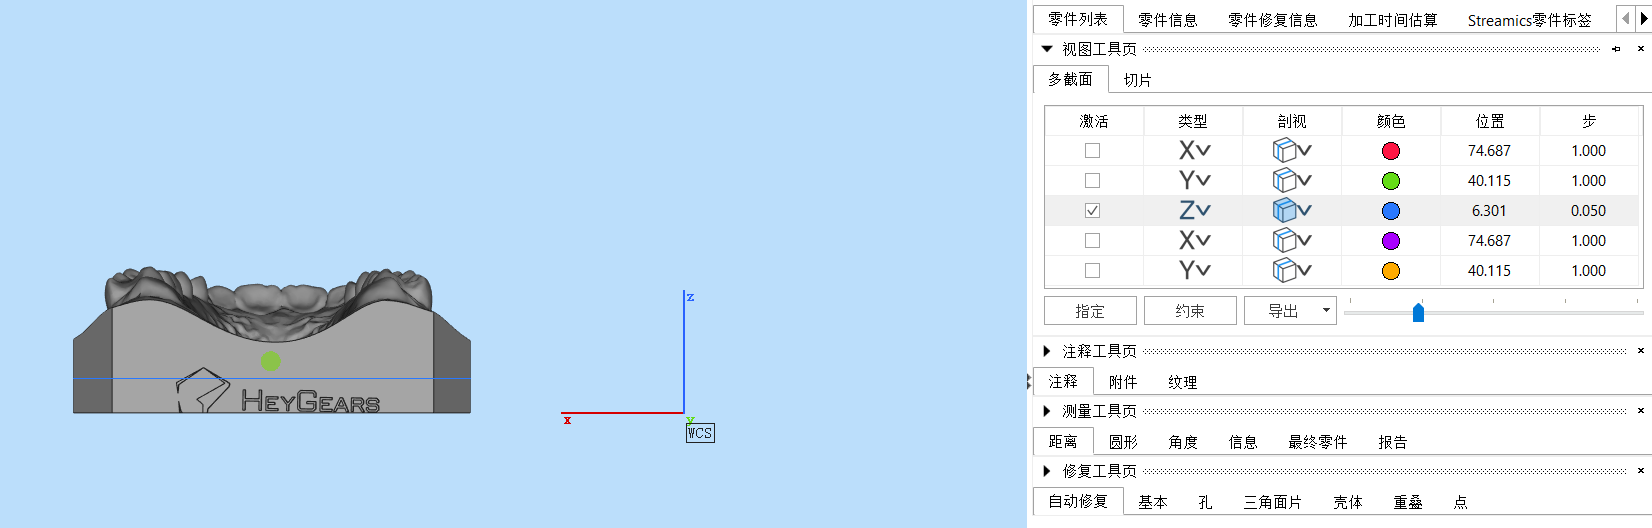 零件列表 零件信息 零件修复信息 加工时间估算 Streamics零件标签
视图工具页
多截面 切片
激活 类型 剖视 颜色 位置 步
X 74.687 1.000
Y 40.115 1.000
Z 6.301 0.050
X 74.687 1.000
Y 40.115 1.000
指定 约束 导出
注释工具页
注释 附件 纹理
测量工具页
距离 圆形 角度 信息 最终零件 报告
修复工具页
自动修复 基本 孔 三角面片 壳体 重叠 点
HEYGEARS
z
x
y
WCS